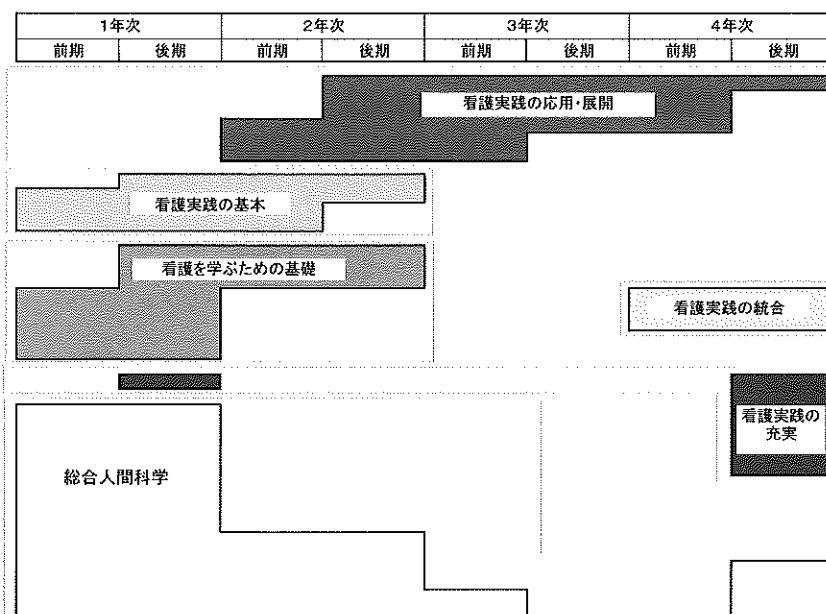 1年次 2年次 3年次 4年次
前期 後期 前期 後期 前期 後期 前期 後期
看護実践の応用・展開
看護実践の基本
看護を学ぶための基礎
看護実践の統合
看護実践の
充実
総合人間科学